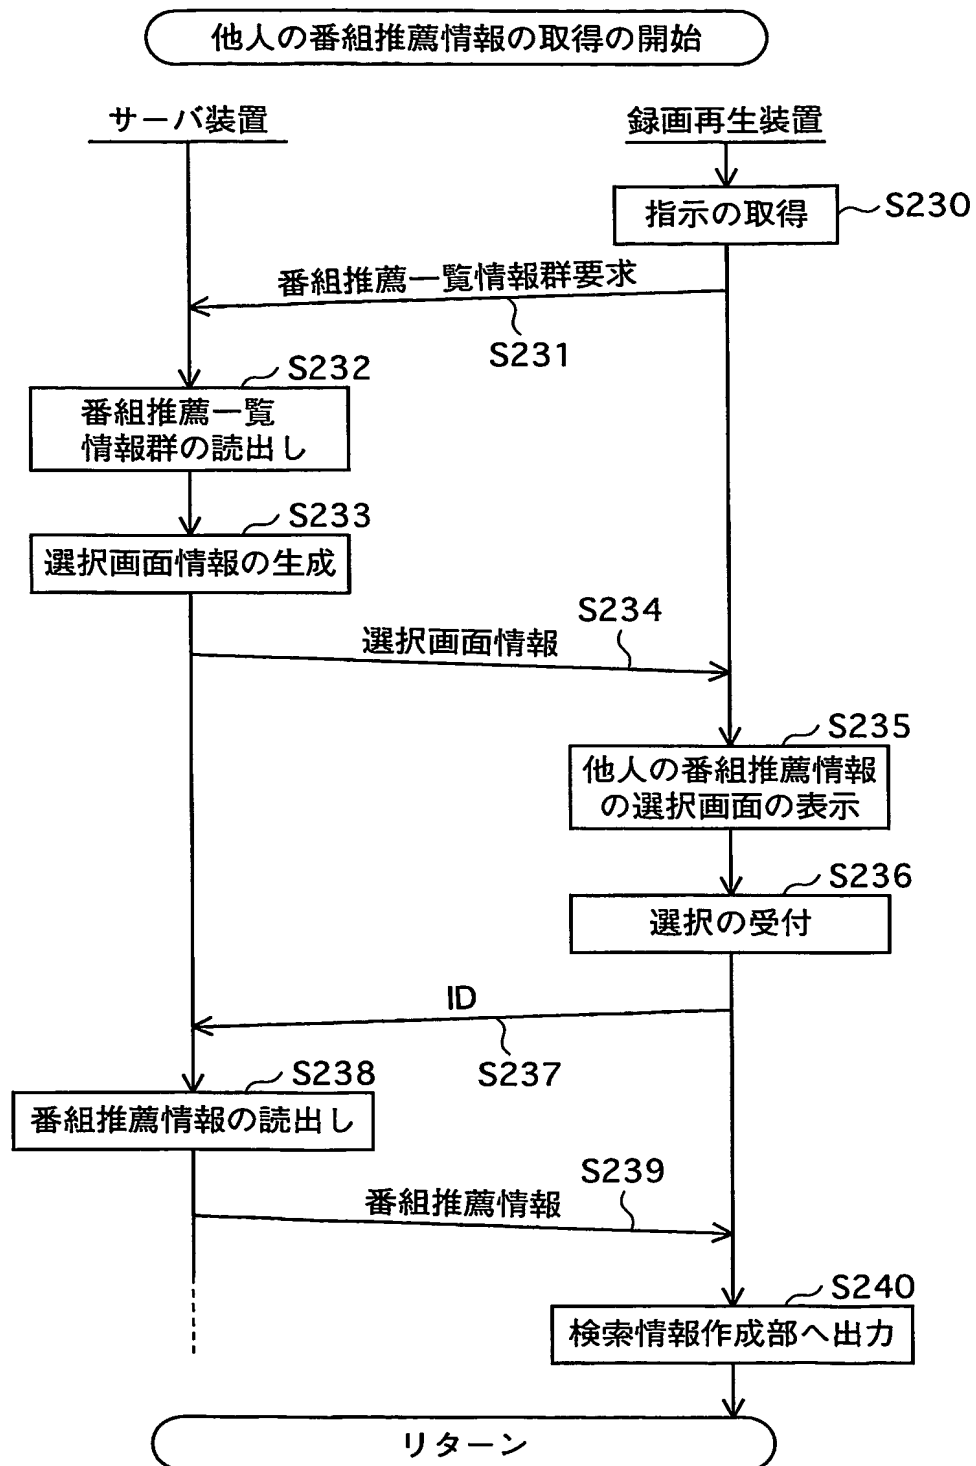 他人の番組推薦情報の取得の開始
サーバ装置
録画再生装置
指示の取得
S230
番組推薦一覧情報群要求
S231
S232
番組推薦一覧
情報群の読出し
S233
選択画面情報の生成
S234
選択画面情報
S235
他人の番組推薦情報
の選択画面の表示
S236
選択の受付
ID
S237
S238
番組推薦情報の読出し
S239
番組推薦情報
S240
検索情報作成部へ出力
リターン